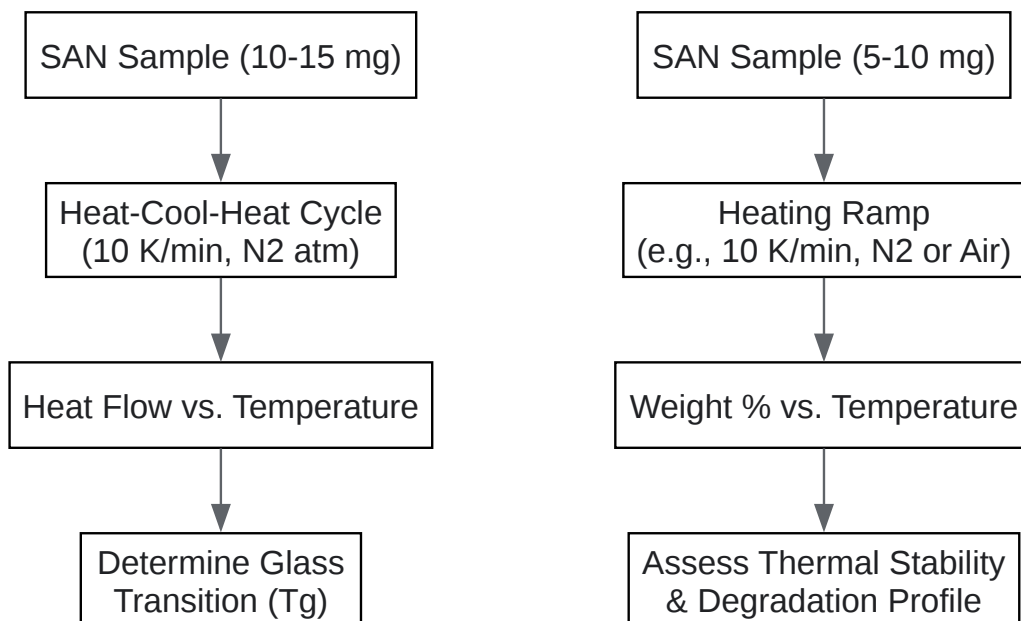 SAN Sample (10-15 mg)
Heat-Cool-Heat Cycle
(10 K/min, N2 atm)
Heat Flow vs. Temperature
Determine Glass
Transition (Tg)
SAN Sample (5-10 mg)
Heating Ramp
(e.g., 10 K/min, N2 or Air)
Weight % vs. Temperature
Assess Thermal Stability
& Degradation Profile